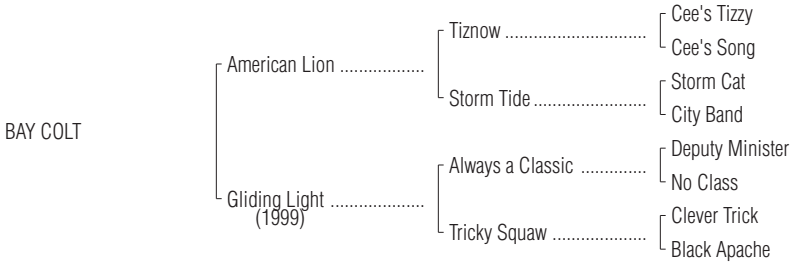 Cee's Tizzy
Tiznow ..............................
Cee's Song
American Lion ..................
Storm Cat
Storm Tide ........................
City Band
BAY COLT
Deputy Minister
Always a Classic ..............
No Class
Gliding Light ....................
(1999)
Clever Trick
Tricky Squaw ....................
Black Apache